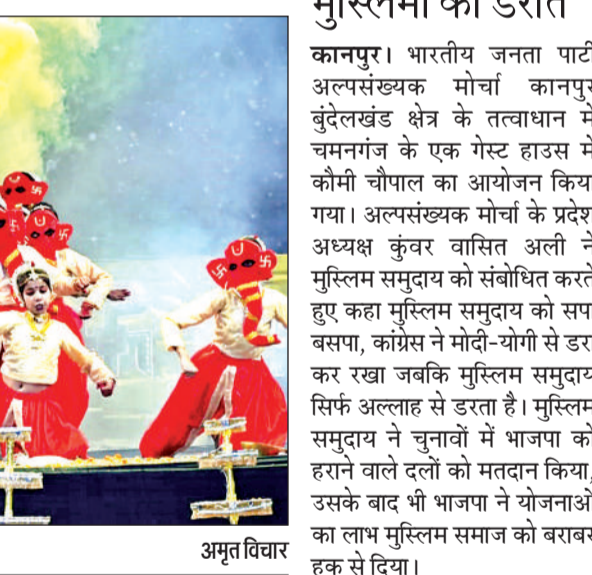 मुस्लिमों को डराते
कानपुर। भारतीय जनता पार्टी
अल्पसंख्यक मोर्चा कानपुर
बुंदेलखंड क्षेत्र के तत्वाधान में
चमनगंज के एक गेस्ट हाउस में
कौमी चौपाल का आयोजन किया
गया। अल्पसंख्यक मोर्चा के प्रदेश
अध्यक्ष कुंवर वासित अली ने
मुस्लिम समुदाय को संबोधित करते
हुए कहा मुस्लिम समुदाय को सपा
बसपा, कांग्रेस ने मोदी-योगी से डरा
कर रखा जबकि मुस्लिम समुदाय
सिर्फ अल्लाह से डरता है। मुस्लिम
समुदाय ने चुनावों में भाजपा को
हराने वाले दलों को मतदान किया,
उसके बाद भी भाजपा ने योजनाओं
का लाभ मुस्लिम समाज को बराबर
हक से दिया।
अमृत विचार